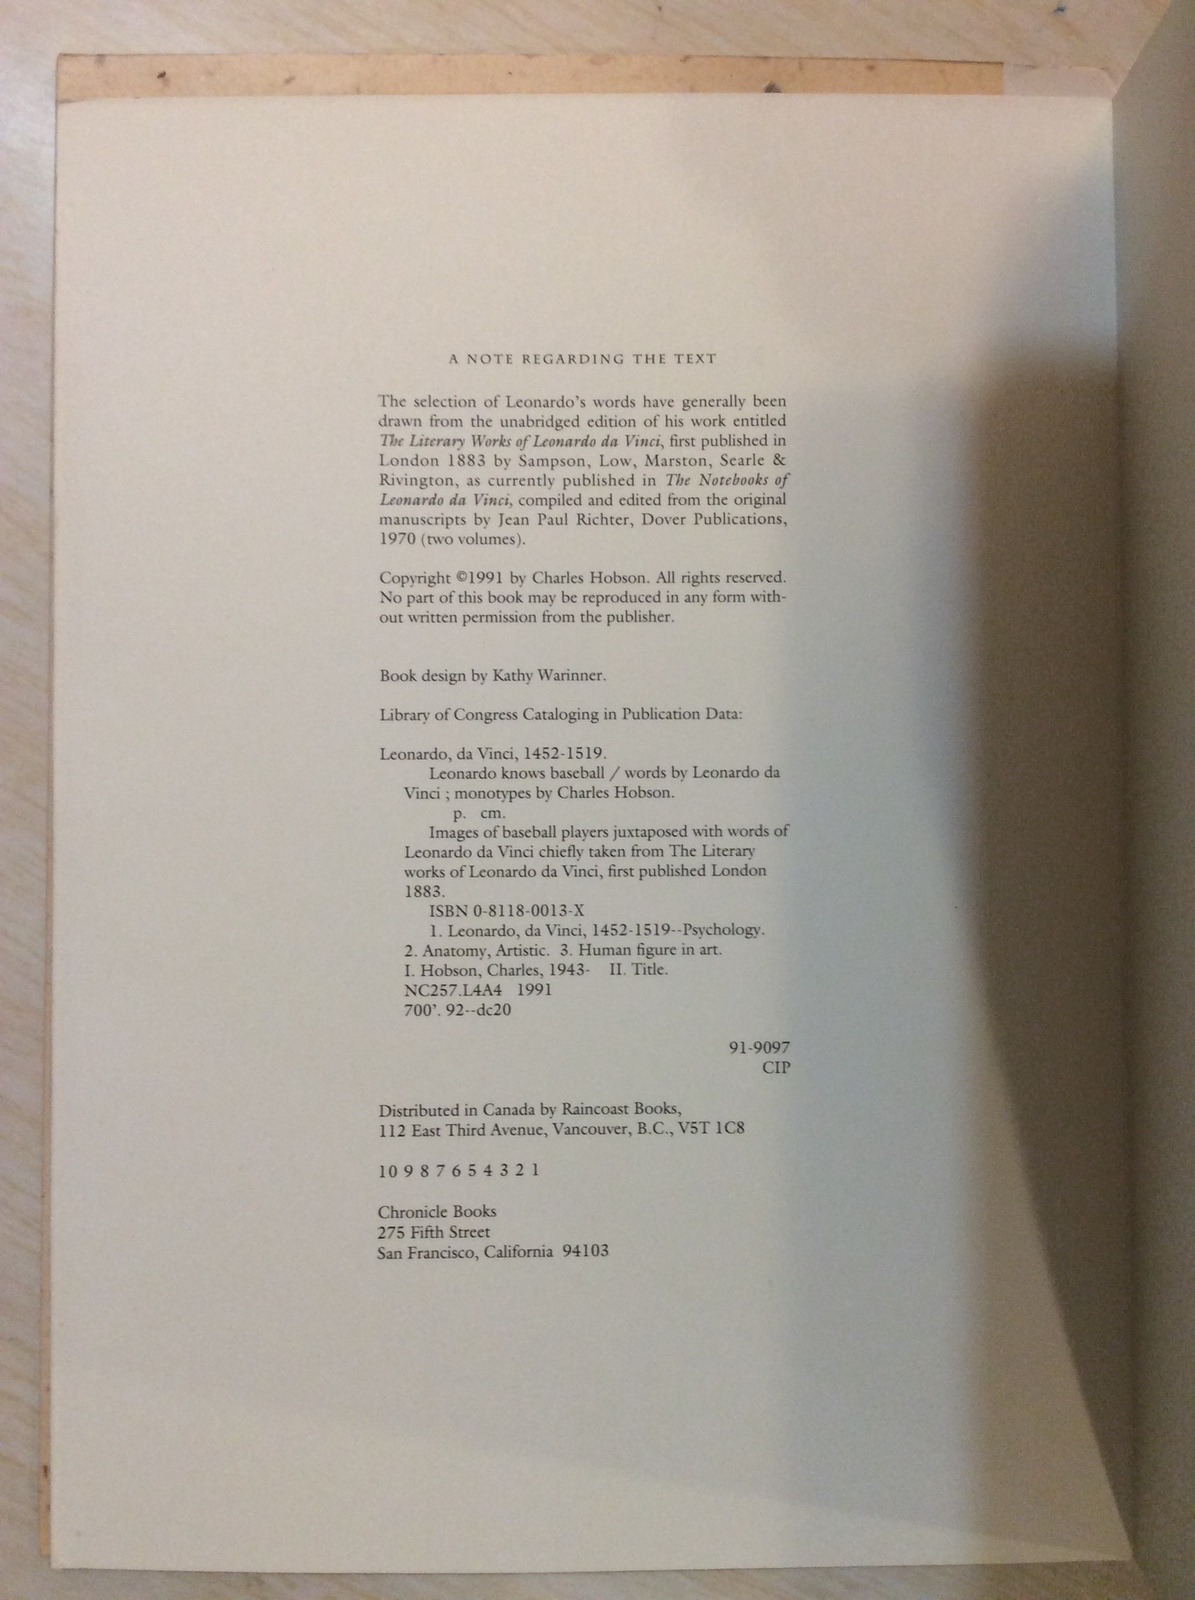 A NOTE REGARDING THE TEXT
The selection of Leonardo's words have generally been
drawn from the unabridged edition of his work entitled
The Literary Works of Leonardo da Vinci, first published in
London 1883 by Sampson, Low, Marston, Searle &
Rivington, as currently published in The Notebooks of
Leonardo da Vinci, compiled and edited from the original
manuscripts by Jean Paul Richter, Dover Publications,
1970 (two volumes).
Copyright ©1991 by Charles Hobson. All rights reserved.
No part of this book may be reproduced in any form with-
out written permission from the publisher.
Book design by Kathy Warinner.
Library of Congress Cataloging in Publication Data:
Leonardo, da Vinci, 1452-1519.
Leonardo knows baseball / words by Leonardo da
Vinci ; monotypes by Charles Hobson.
p. cm.
Images of baseball players juxtaposed with words of
Leonardo da Vinci chiefly taken from The Literary
works of Leonardo da Vinci, first published London
1883.
ISBN 0-8118-0013-X
1. Leonardo, da Vinci, 1452-1519--Psychology.
2. Anatomy, Artistic. 3. Human figure in art.
I. Hobson, Charles, 1943- II. Title.
NC257.L4A4 1991
700'. 92--dc20
91-9097
CIP
Distributed in Canada by Raincoast Books,
112 East Third Avenue, Vancouver, B.C., V5T 1C8
10 9 8 7 6 5 4 3 2 1
Chronicle Books
275 Fifth Street
San Francisco, California 94103